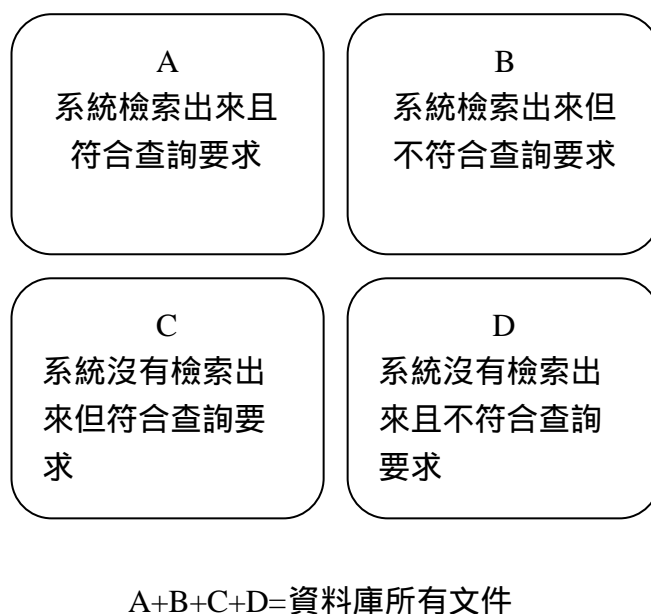 A
系統檢索出來且
符合查詢要求
B
系統檢索出來但
不符合查詢要求
C
系統沒有檢索出
來但符合查詢要
求
D
系統沒有檢索出
來且不符合查詢
要求
A+B+C+D=資料庫所有文件